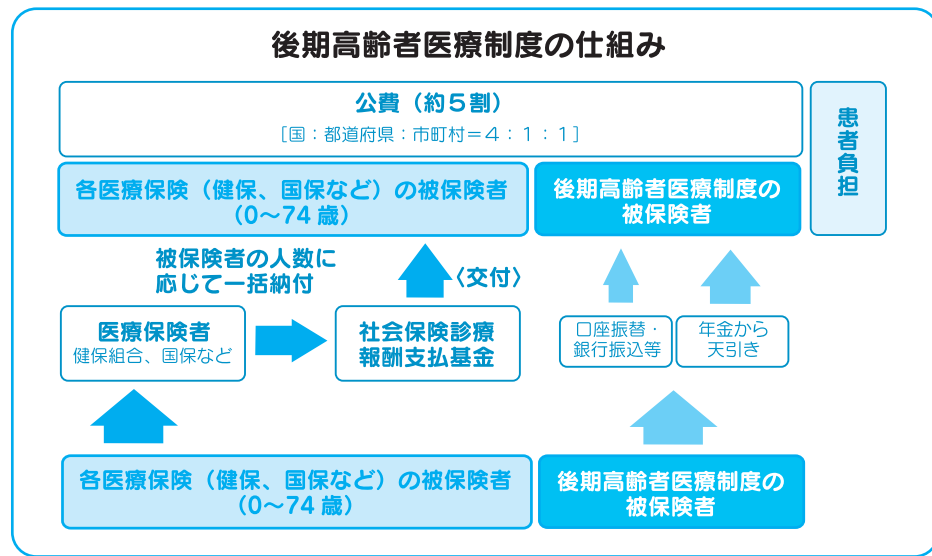 後期高齢者医療制度の仕組み
公費（約５割）
［国：都道府県：市町村＝４：１：１］
患者負担
各医療保険（健保、国保など）の被保険者
（0～74歳）
後期高齢者医療制度の
被保険者
被保険者の人数に
応じて一括納付
〈交付〉
医療保険者
健保組合、国保など
社会保険診療
報酬支払基金
口座振替・
銀行振込等
年金から
天引き
各医療保険（健保、国保など）の被保険者
（0～74歳）
後期高齢者医療制度の
被保険者